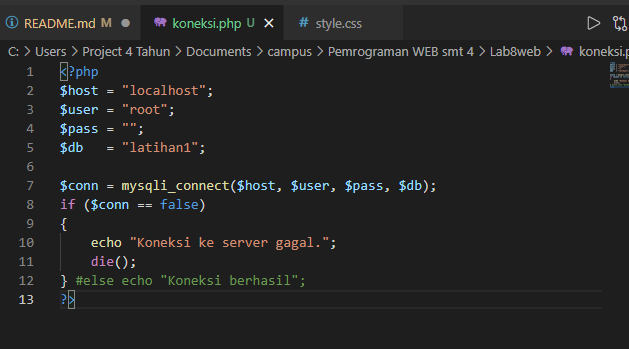 README.md M
koneksi.php U
style.css
C: > Users > Project 4 Tahun > Documents > campus > Pemrograman WEB smt 4 > Lab8web > koneksi.p
1 <?php
2 $host = "localhost";
3 $user = "root";
4 $pass = "";
5 $db   = "latihan1";
6
7 $conn = mysqli_connect($host, $user, $pass, $db);
8 if ($conn == false)
9 {
10     echo "Koneksi ke server gagal.";
11     die();
12 } #else echo "Koneksi berhasil";
13 ?>